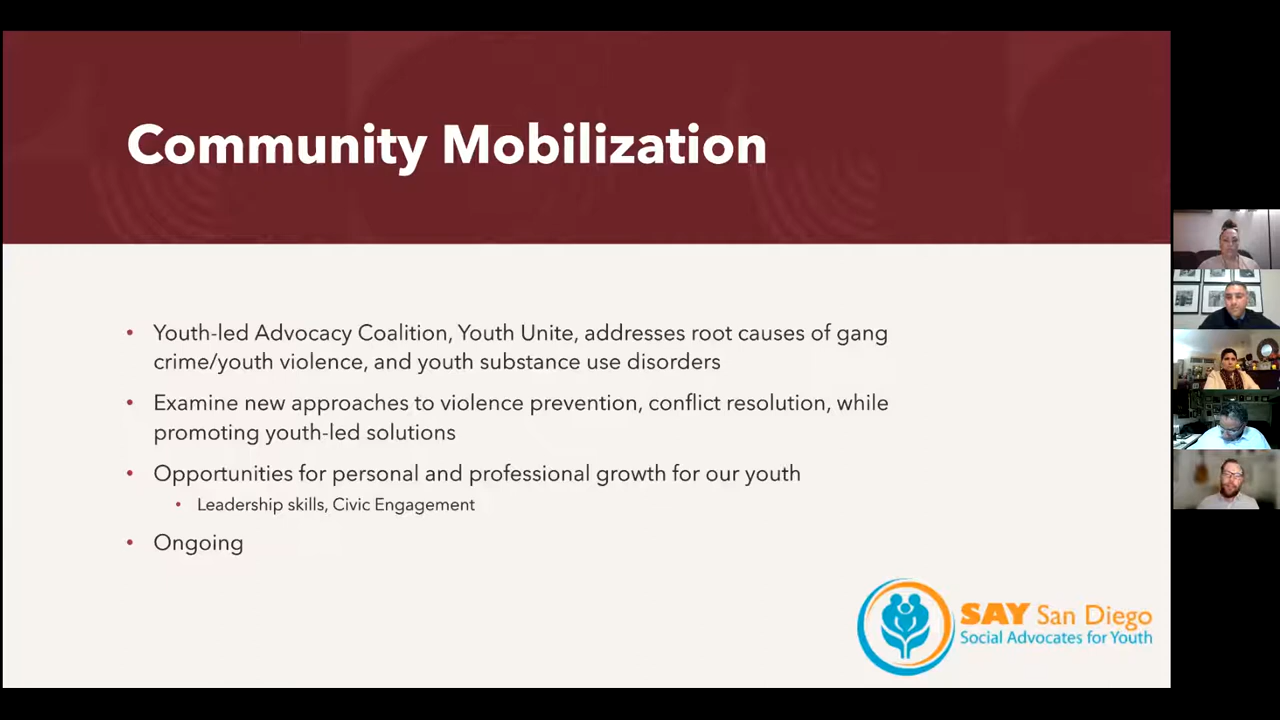 Community Mobilization
• Youth-led Advocacy Coalition, Youth Unite, addresses root causes of gang
crime/youth violence, and youth substance use disorders
• Examine new approaches to violence prevention, conflict resolution, while
promoting youth-led solutions
• Opportunities for personal and professional growth for our youth
• Leadership skills, Civic Engagement
• Ongoing
SAY San Diego
Social Advocates for Youth